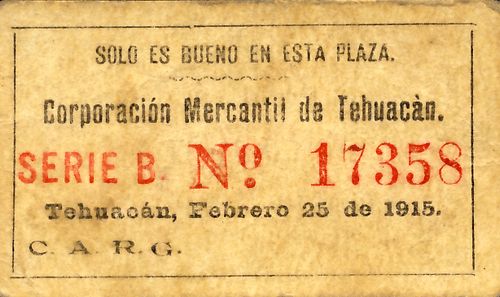 SOLO ES BUENO EN ESTA PLAZA.
Corporación Mercantil de Tehuacàn.
SERIE B. Nº 17358
Tehuacán, Febrero 25 de 1915.
C. A. R. G.